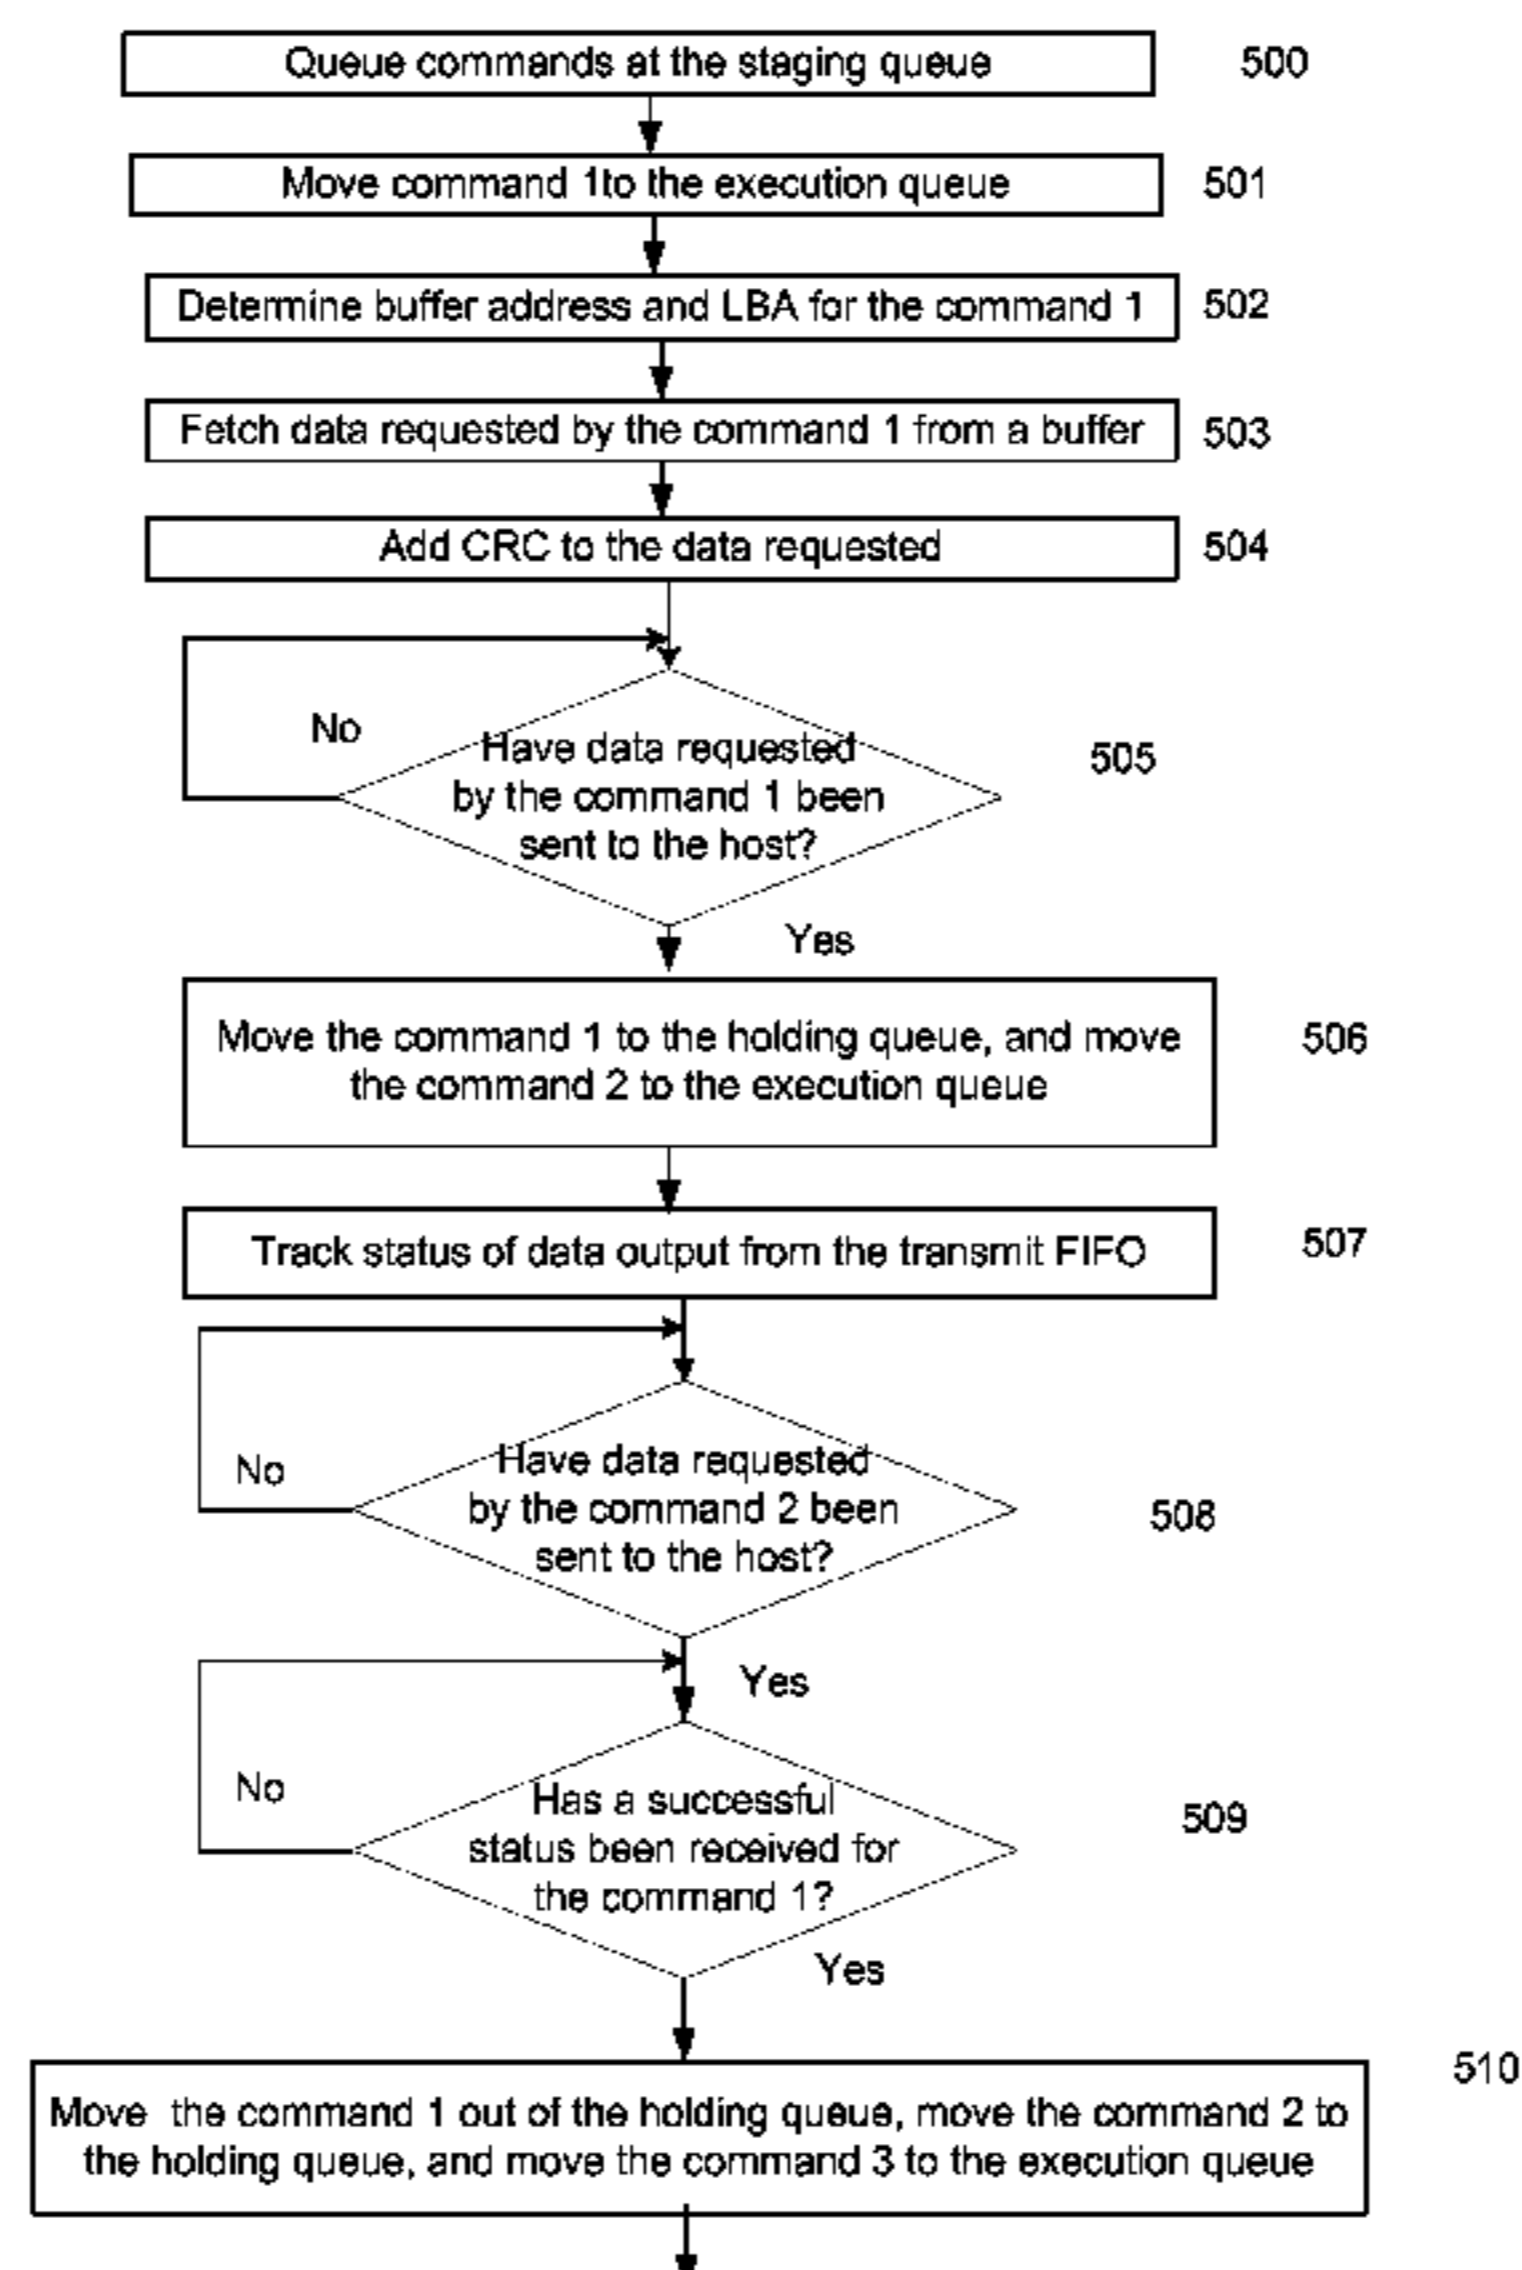 Queue commands at the staging queue 500
Move command 1to the execution queue 501
Determine buffer address and LBA for the command 1 502
Fetch data requested by the command 1 from a buffer 503
Add CRC to the data requested 504
No
Have data requested
by the command 1 been
sent to the host?
505
Yes
Move the command 1 to the holding queue, and move
the command 2 to the execution queue
506
Track status of data output from the transmit FIFO 507
No
Have data requested
by the command 2 been
sent to the host?
508
Yes
No
Has a successful
status been received for
the command 1?
509
Yes
510
Move the command 1 out of the holding queue, move the command 2 to
the holding queue, and move the command 3 to the execution queue